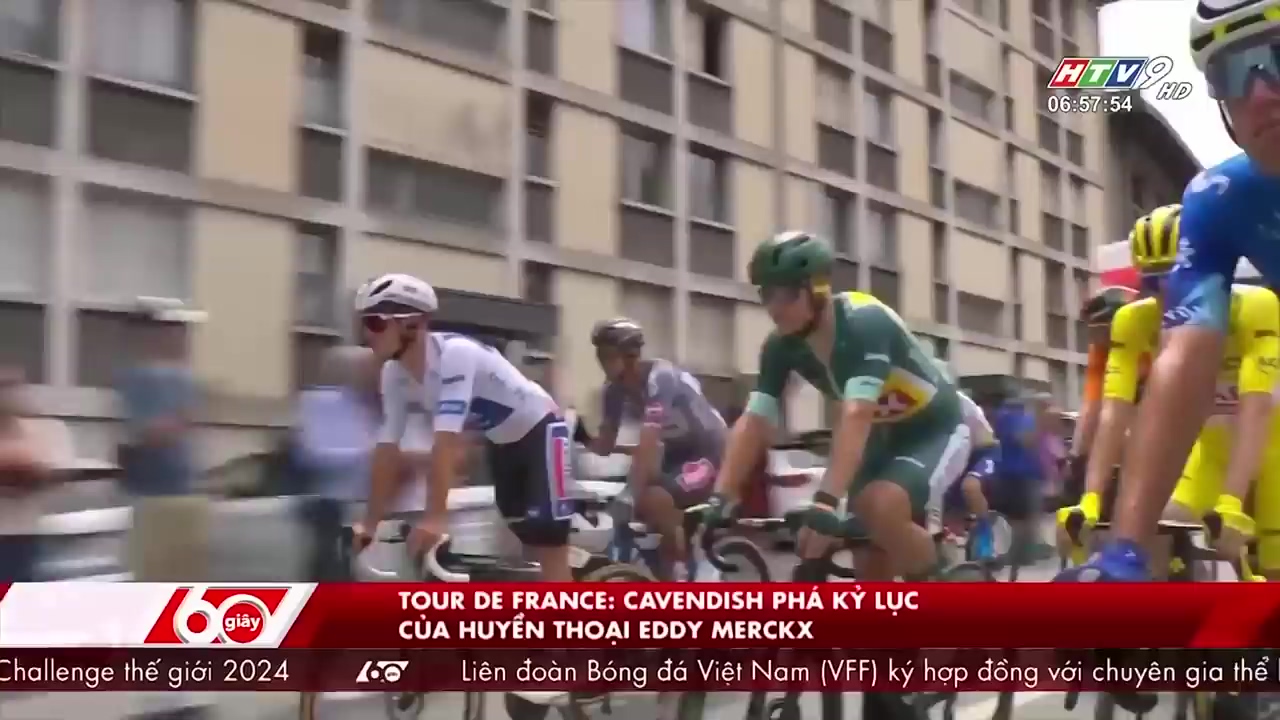 HTV9 HD
06:57:54
60 giây
TOUR DE FRANCE: CAVENDISH PHÁ KỶ LỤC
CỦA HUYỀN THOẠI EDDY MERCKX
Challenge thế giới 2024 60s Liên đoàn Bóng đá Việt Nam (VFF) ký hợp đồng với chuyên gia thể